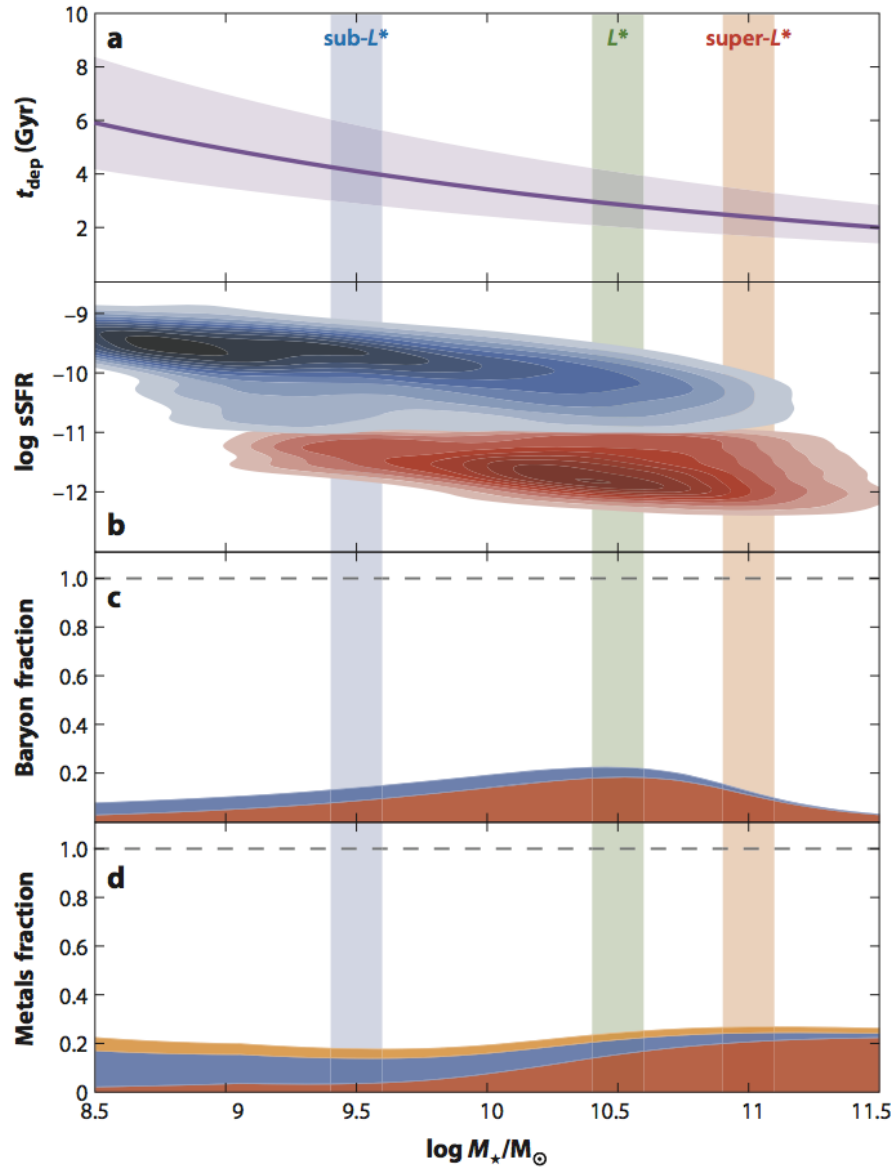 a
sub-L*
L*
super-L*
10
8
6
4
2
t_dep (Gyr)
b
−9
−10
−11
−12
log sSFR
c
1.0
0.8
0.6
0.4
0.2
Baryon fraction
d
1.0
0.8
0.6
0.4
0.2
0
Metals fraction
8.5 9 9.5 10 10.5 11 11.5
log M⋆/M☉